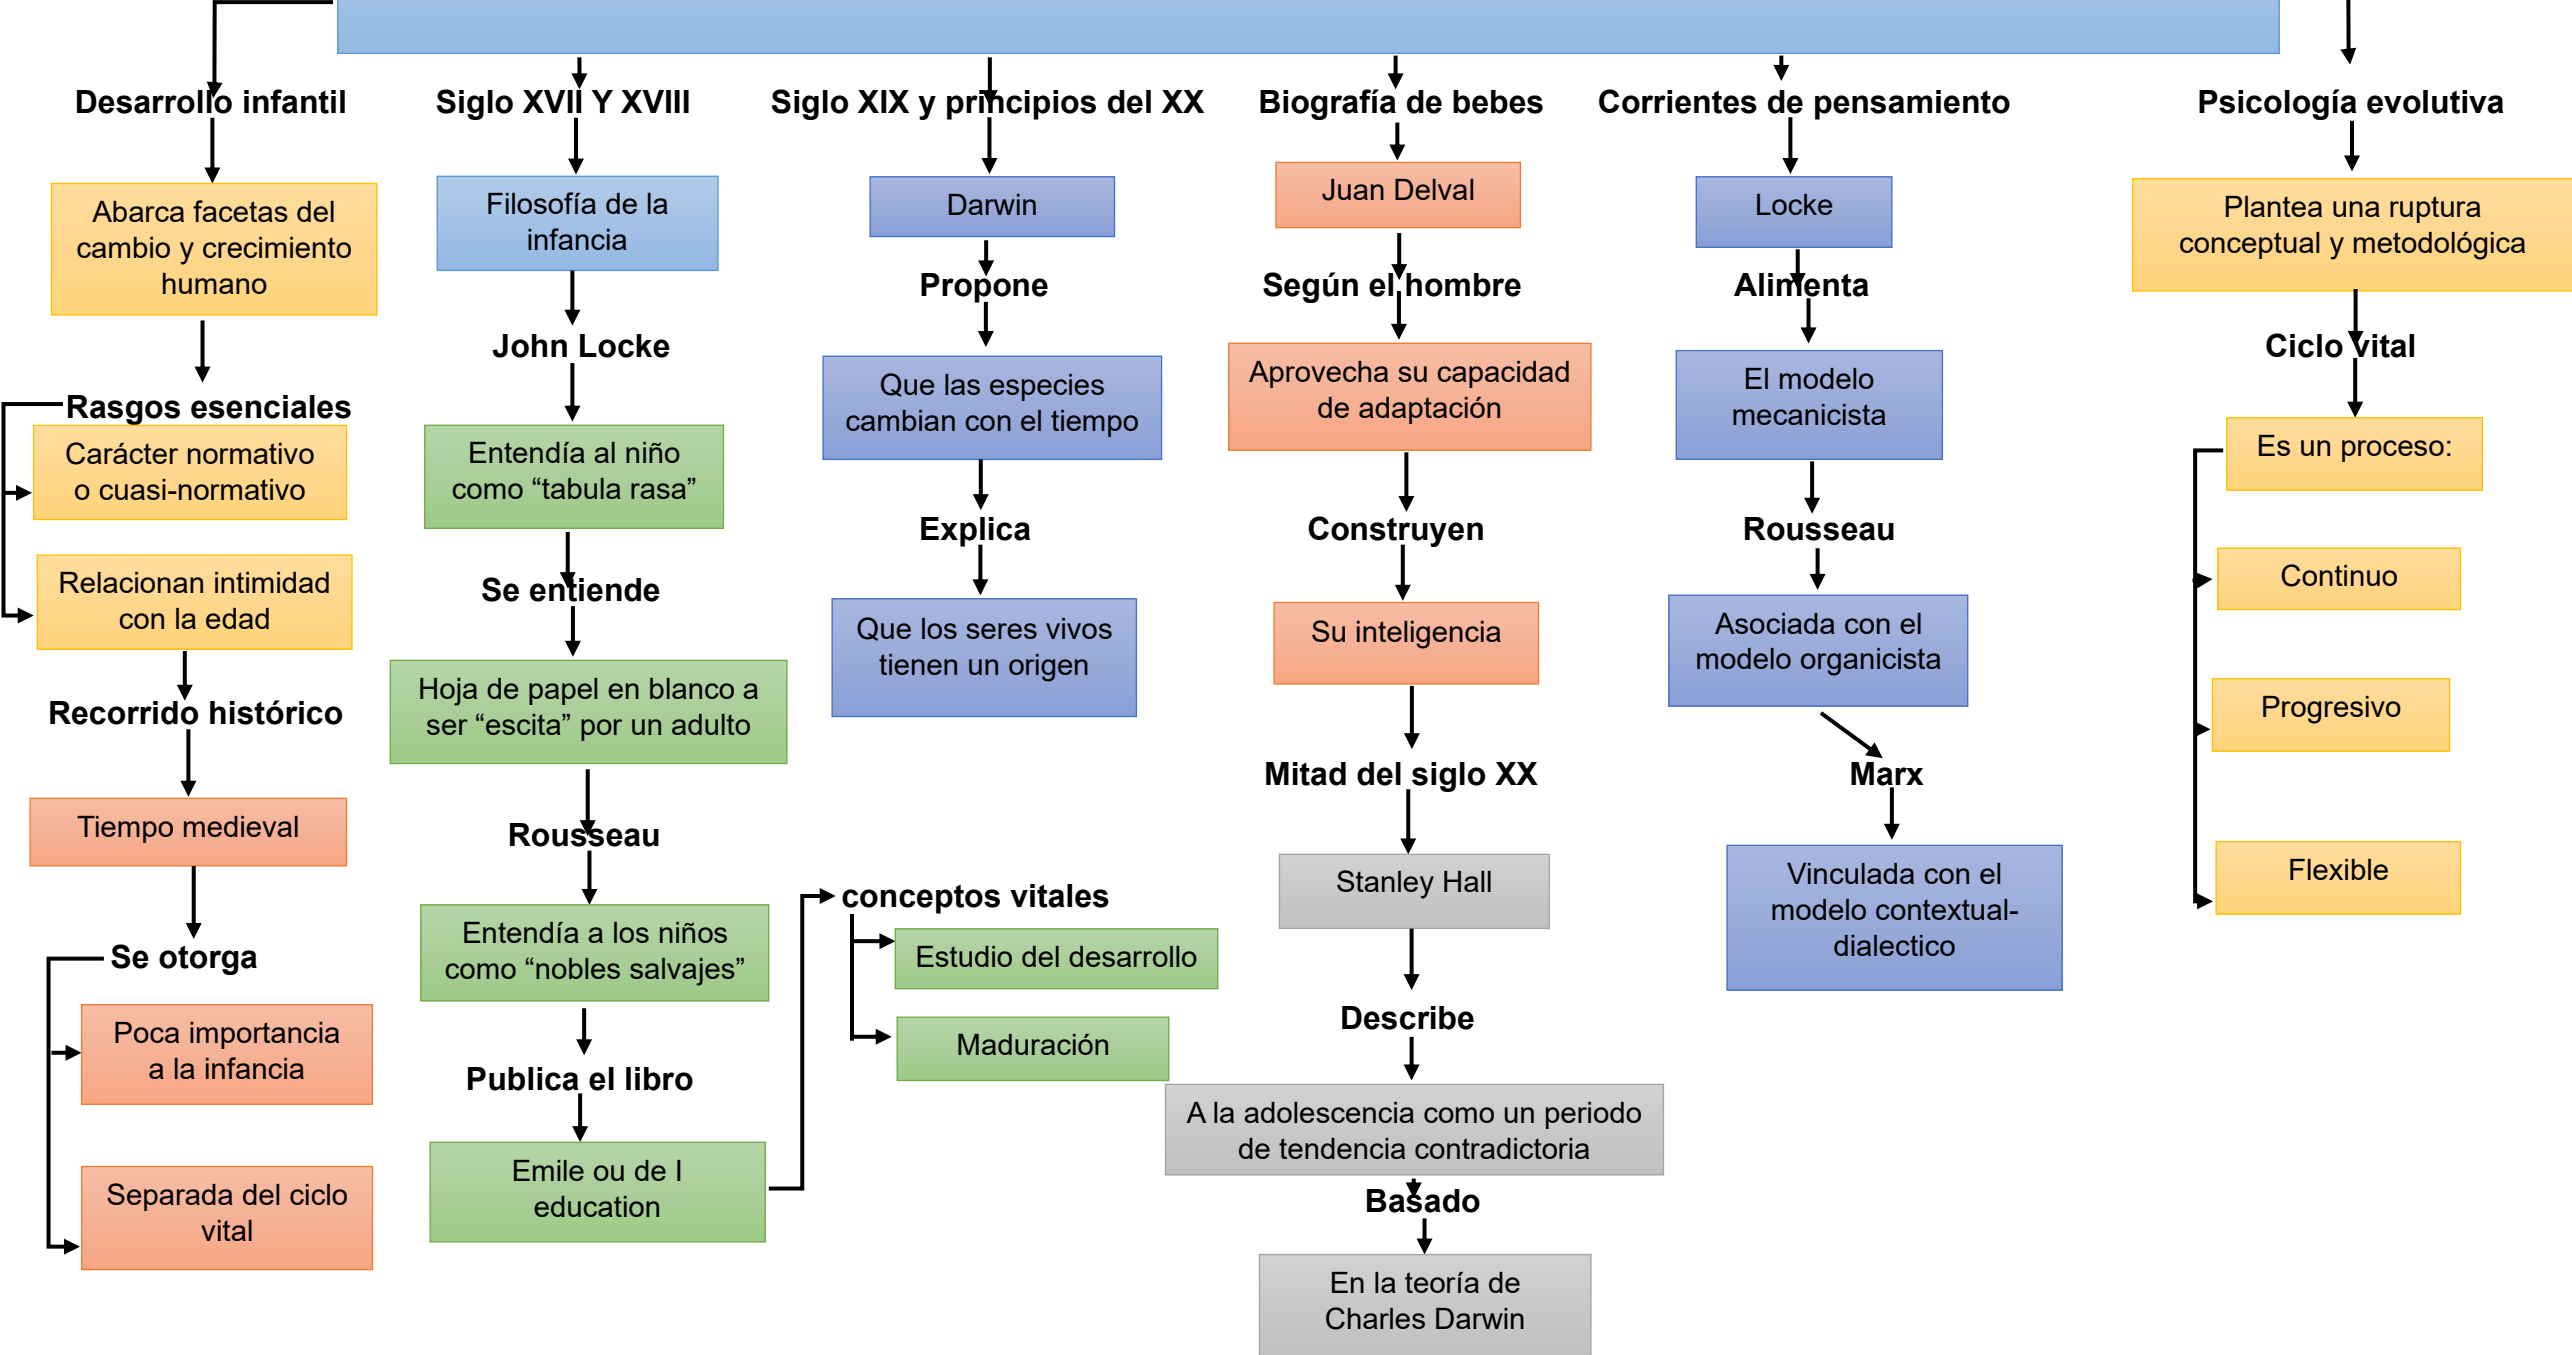 Desarrollo infantil
Abarca facetas del
cambio y crecimiento
humano
Rasgos esenciales
Carácter normativo
o cuasi-normativo
Relacionan intimidad
con la edad
Recorrido histórico
Tiempo medieval
Se otorga
Poca importancia
a la infancia
Separada del ciclo
vital
Siglo XVII Y XVIII
Filosofía de la
infancia
John Locke
Entendía al niño
como “tabula rasa”
Se entiende
Hoja de papel en blanco a
ser “escita” por un adulto
Rousseau
Entendía a los niños
como “nobles salvajes”
Publica el libro
Emile ou de I
education
conceptos vitales
Estudio del desarrollo
Maduración
Siglo XIX y principios del XX
Darwin
Propone
Que las especies
cambian con el tiempo
Explica
Que los seres vivos
tienen un origen
Biografía de bebes
Juan Delval
Según el hombre
Aprovecha su capacidad
de adaptación
Construyen
Su inteligencia
Mitad del siglo XX
Stanley Hall
Describe
A la adolescencia como un periodo
de tendencia contradictoria
Basado
En la teoría de
Charles Darwin
Corrientes de pensamiento
Locke
Alimenta
El modelo
mecanicista
Rousseau
Asociada con el
modelo organicista
Marx
Vinculada con el
modelo contextual-
dialectico
Psicología evolutiva
Plantea una ruptura
conceptual y metodológica
Ciclo vital
Es un proceso:
Continuo
Progresivo
Flexible